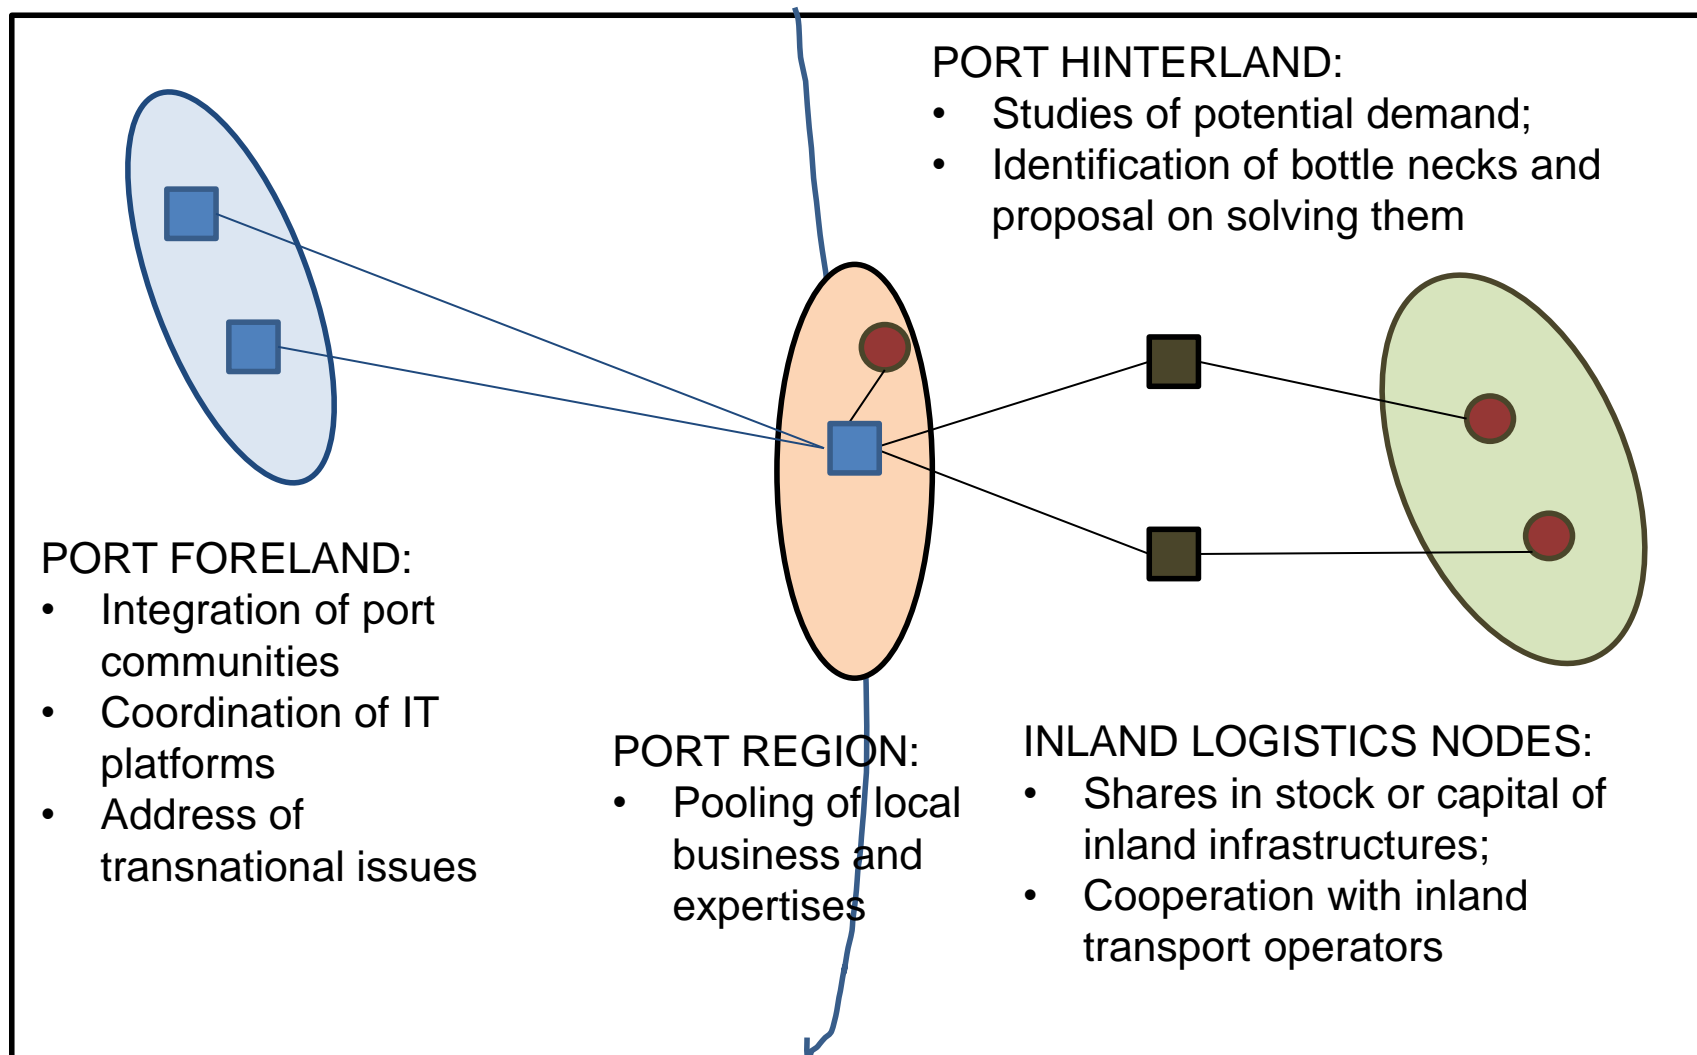 PORT HINTERLAND:
• Studies of potential demand;
• Identification of bottle necks and
proposal on solving them
PORT FORELAND:
• Integration of port
communities
• Coordination of IT
platforms
• Address of
transnational issues
PORT REGION:
• Pooling of local
business and
expertises
INLAND LOGISTICS NODES:
• Shares in stock or capital of
inland infrastructures;
• Cooperation with inland
transport operators